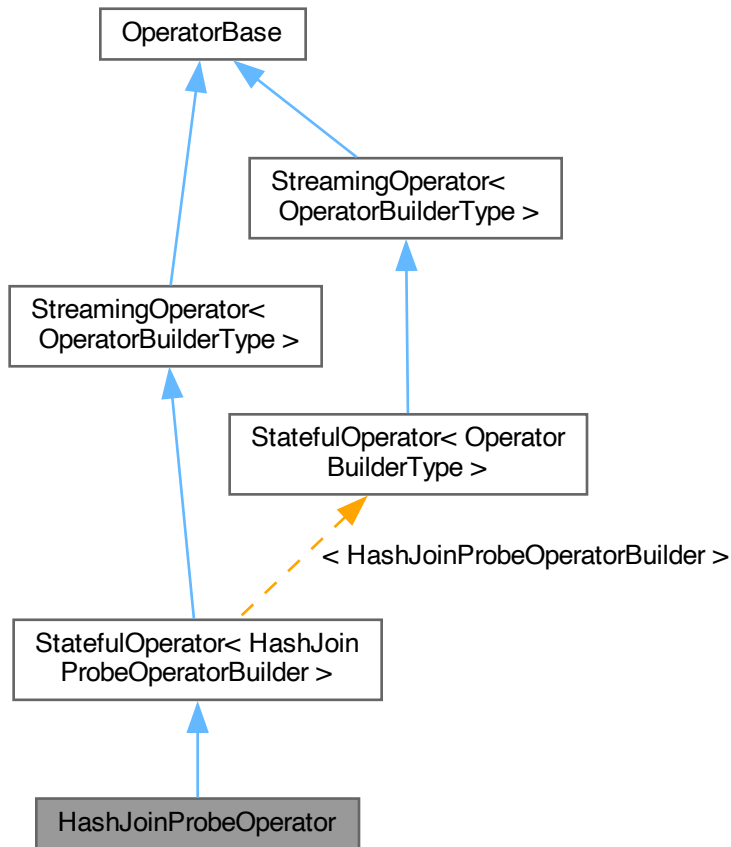 OperatorBase
StreamingOperator<
OperatorBuilderType >
StreamingOperator<
OperatorBuilderType >
StatefulOperator< Operator
BuilderType >
< HashJoinProbeOperatorBuilder >
StatefulOperator< HashJoin
ProbeOperatorBuilder >
HashJoinProbeOperator